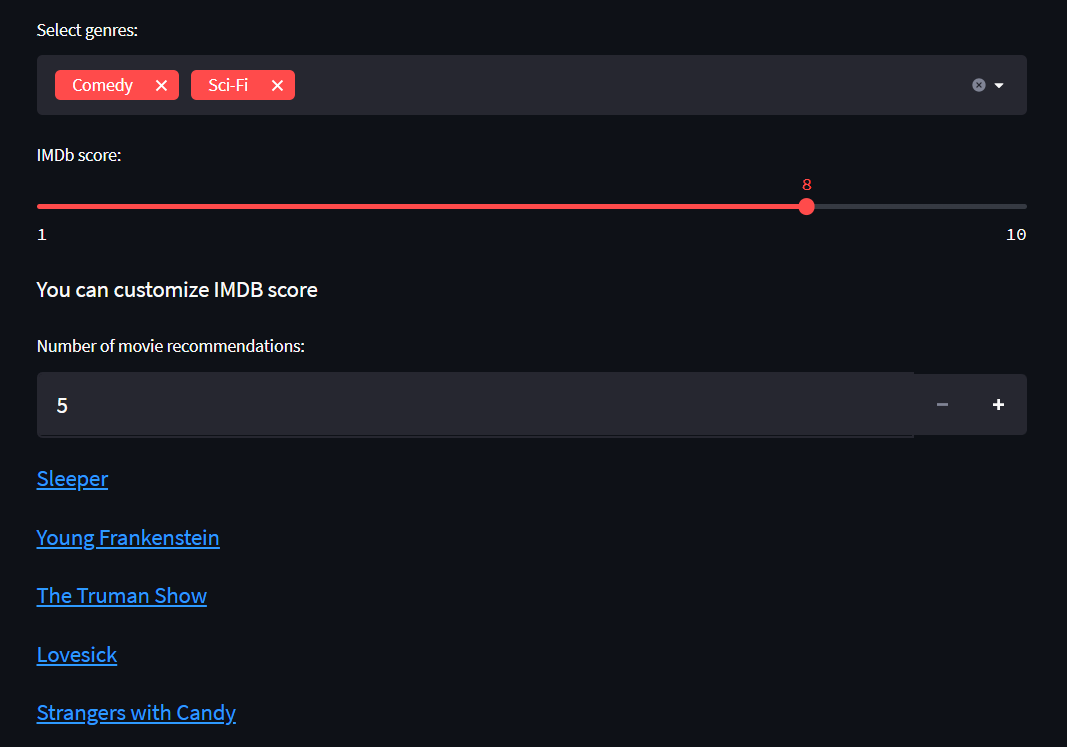 Select genres:
Comedy Sci-Fi
IMDb score:
8
1 10
You can customize IMDB score
Number of movie recommendations:
5
Sleeper
Young Frankenstein
The Truman Show
Lovesick
Strangers with Candy